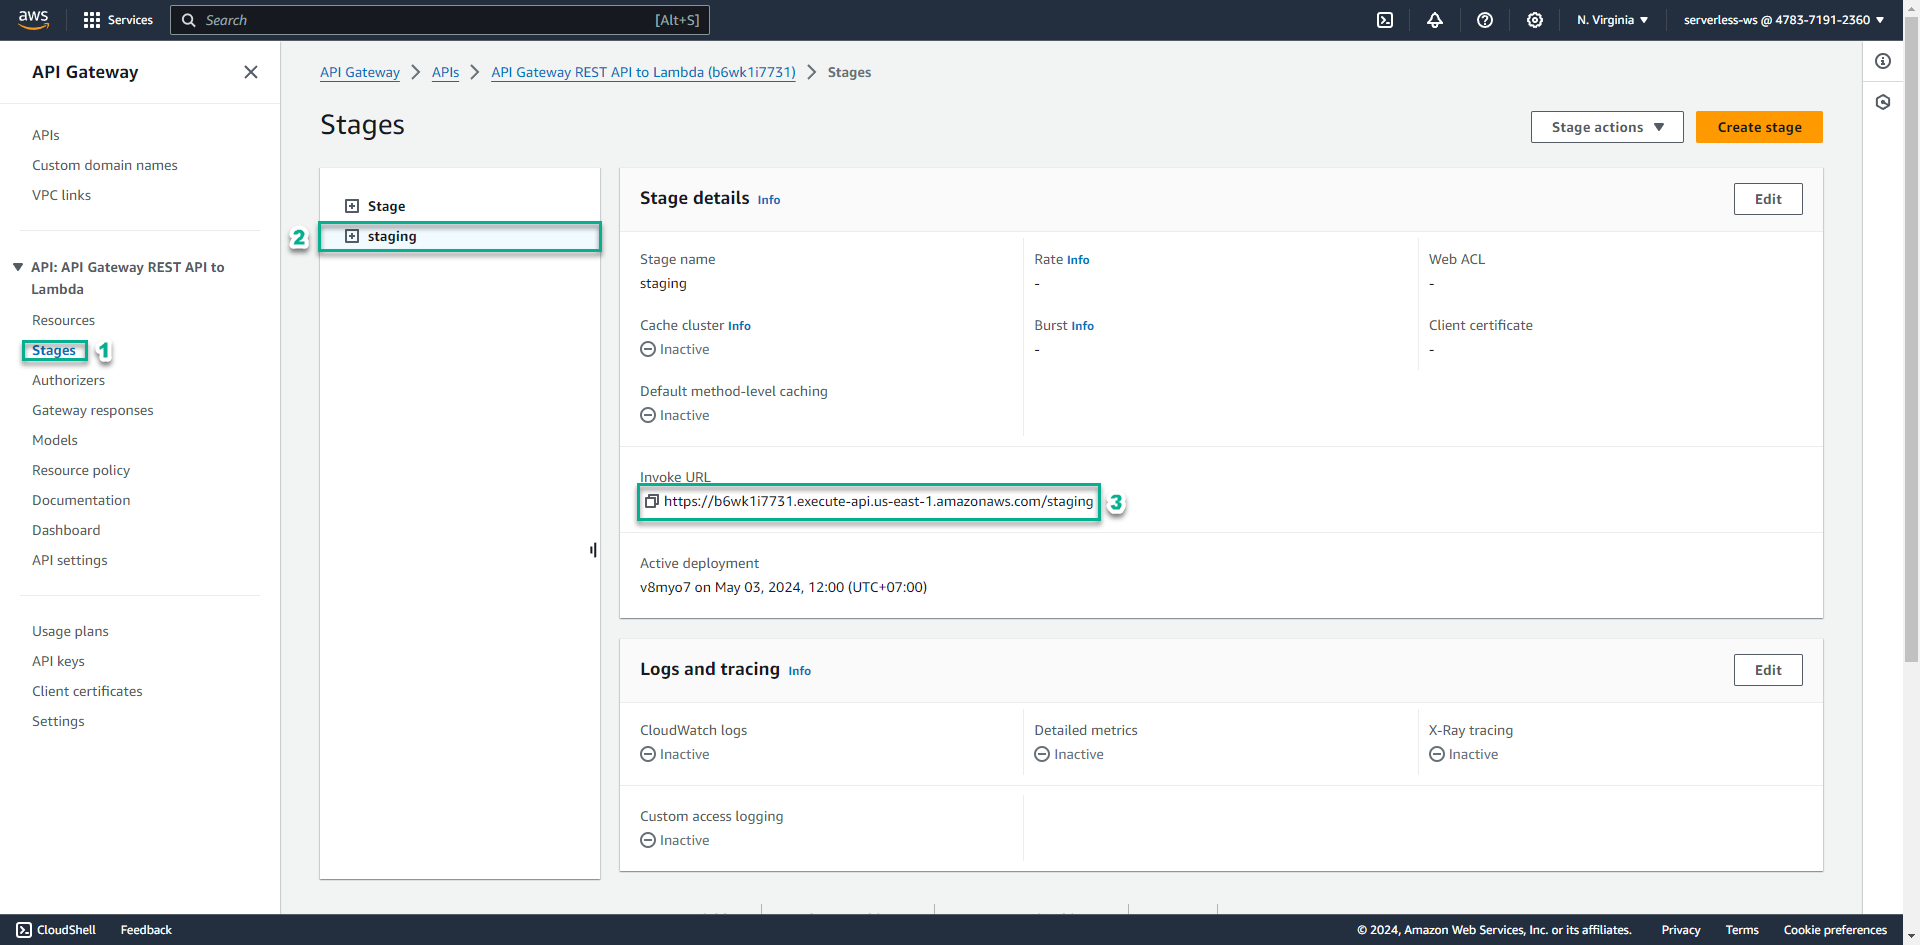 aws
Services
Search
[Alt+S]
N. Virginia
serverless-ws @ 4783-7191-2360
API Gateway
APIs
Custom domain names
VPC links
API: API Gateway REST API to
Lambda
Resources
Stages 1
Authorizers
Gateway responses
Models
Resource policy
Documentation
Dashboard
API settings
Usage plans
API keys
Client certificates
Settings
API Gateway
APIs
API Gateway REST API to Lambda (b6wk1i7731)
Stages
Stages
Stage actions
Create stage
Stage
2 staging
Stage details Info
Edit
Stage name
staging
Rate Info
-
Web ACL
-
Cache cluster Info
Inactive
Burst Info
-
Client certificate
-
Default method-level caching
Inactive
Invoke URL
https://b6wk1i7731.execute-api.us-east-1.amazonaws.com/staging 3
Active deployment
v8myo7 on May 03, 2024, 12:00 (UTC+07:00)
Logs and tracing Info
Edit
CloudWatch logs
Inactive
Detailed metrics
Inactive
X-Ray tracing
Inactive
Custom access logging
Inactive
CloudShell
Feedback
© 2024, Amazon Web Services, Inc. or its affiliates.
Privacy
Terms
Cookie preferences